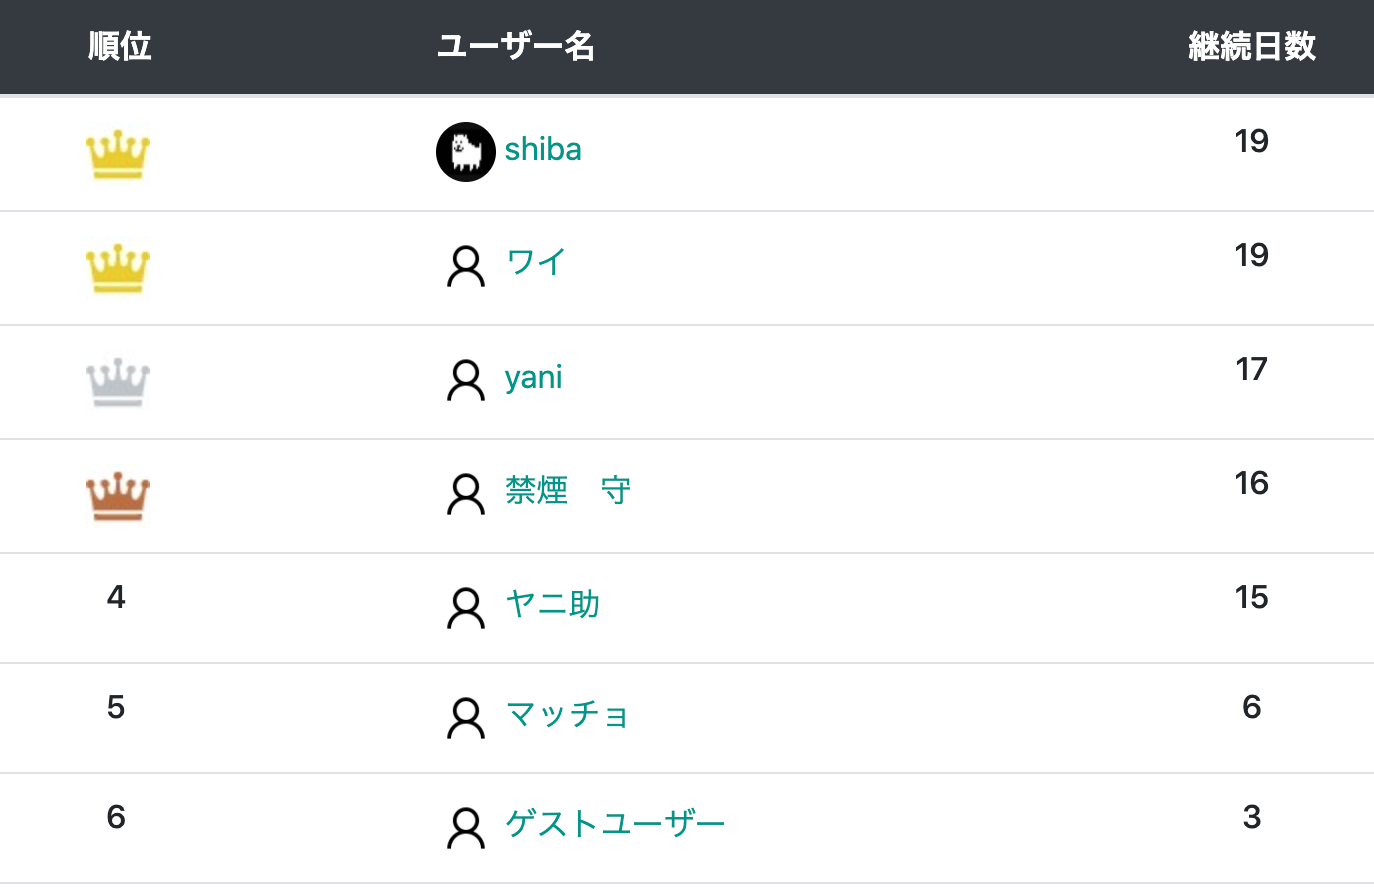 順位 ユーザー名 継続日数
shiba 19
ワイ 19
yani 17
禁煙　守 16
4 ヤニ助 15
5 マッチョ 6
6 ゲストユーザー 3